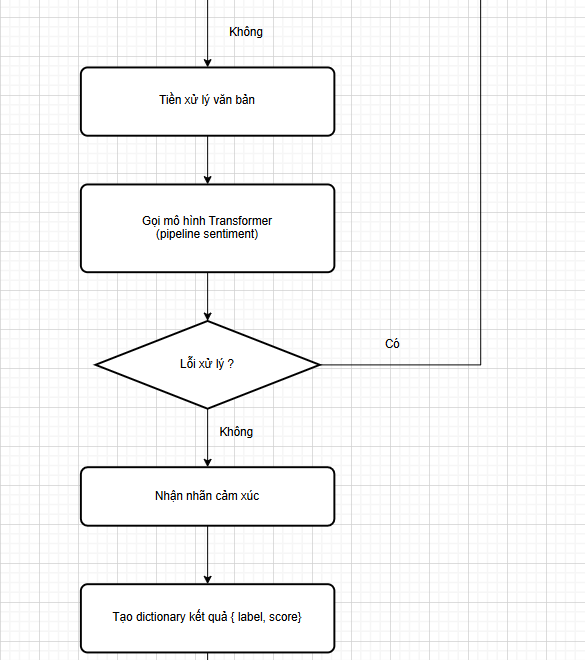 Không
Tiền xử lý văn bản
Gọi mô hình Transformer
(pipeline sentiment)
Lỗi xử lý ?
Có
Không
Nhận nhãn cảm xúc
Tạo dictionary kết quả { label, score}